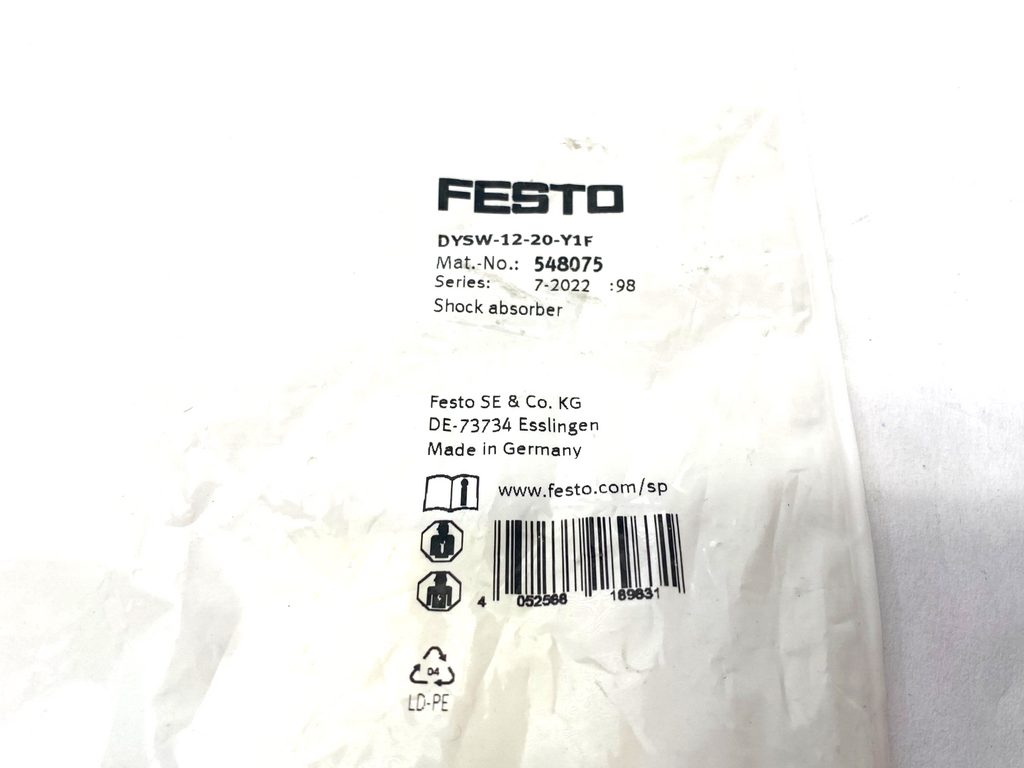 FESTO
DYSW-12-20-Y1F
Mat.-No.: 548075
Series: 7-2022 :98
Shock absorber
Festo SE & Co. KG
DE-73734 Esslingen
Made in Germany
www.festo.com/sp
4 052568 169831
04
LD-PE